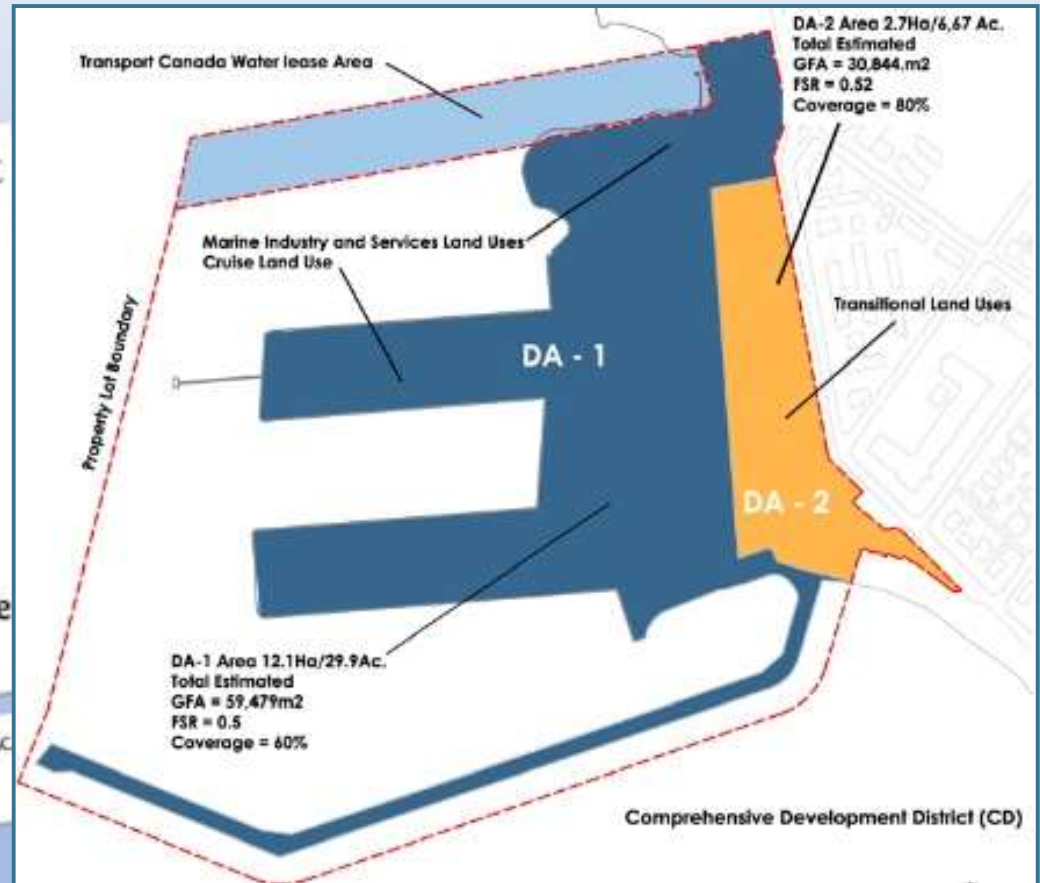 Transport Canada Water lease Area
DA-2 Area 2.7Ha/6,67 Ac.
Total Estimated
GFA = 30,844.m2
FSR = 0.52
Coverage = 80%
Marine Industry and Services Land Uses
Cruise Land Use
Transitional Land Uses
Property Lot Boundary
DA - 1
DA - 2
DA-1 Area 12.1Ha/29.9Ac.
Total Estimated
GFA = 59,479m2
FSR = 0.5
Coverage = 60%
Comprehensive Development District (CD)